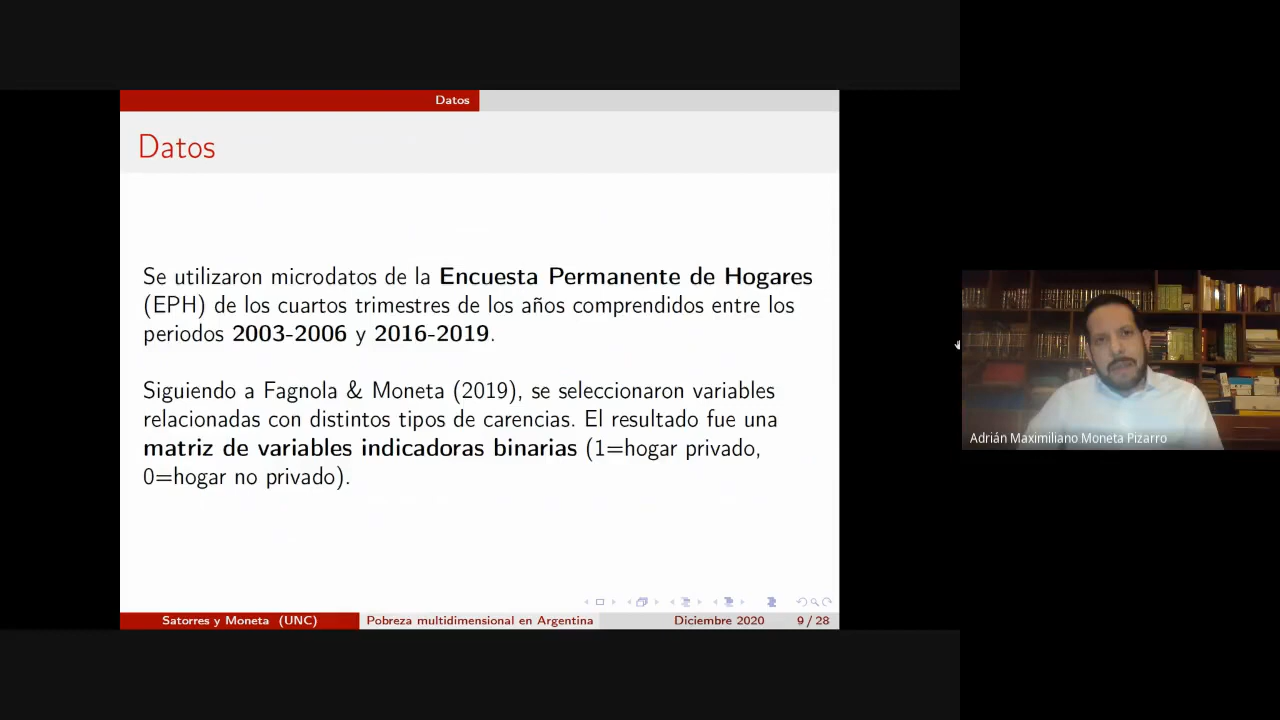 Datos
Datos
Se utilizaron microdatos de la Encuesta Permanente de Hogares
(EPH) de los cuartos trimestres de los años comprendidos entre los
periodos 2003-2006 y 2016-2019.
Siguiendo a Fagnola & Moneta (2019), se seleccionaron variables
relacionadas con distintos tipos de carencias. El resultado fue una
matriz de variables indicadoras binarias (1=hogar privado,
0=hogar no privado).
Satorres y Moneta (UNC) Pobreza multidimensional en Argentina Diciembre 2020 9 / 28
Adrián Maximiliano Moneta Pizarro